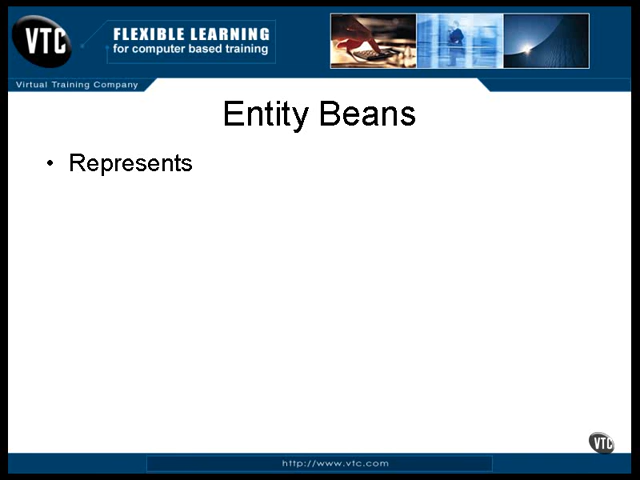 VTC
FLEXIBLE LEARNING
for computer based training
Virtual Training Company
Entity Beans
• Represents
VTC
http://www.vtc.com